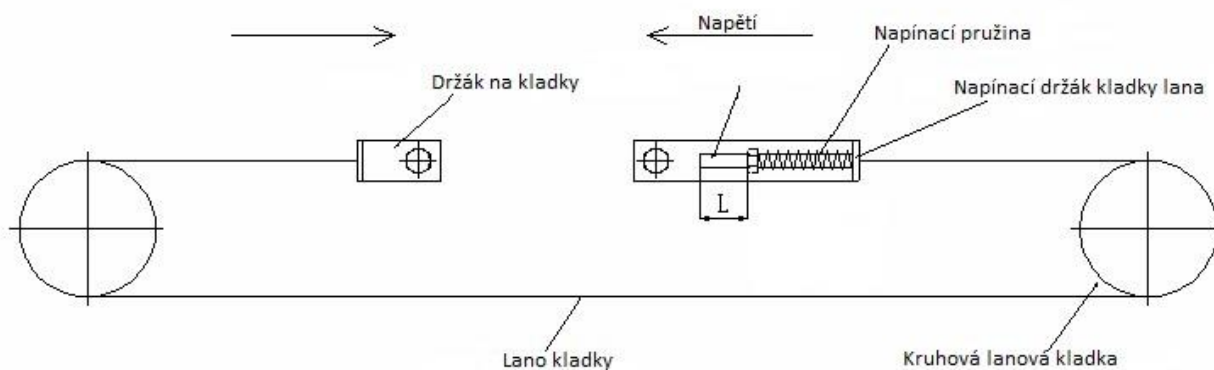 Napětí
Napínací pružina
Držák na kladky
Napínací držák kladky lana
L
Lano kladky
Kruhová lanová kladka